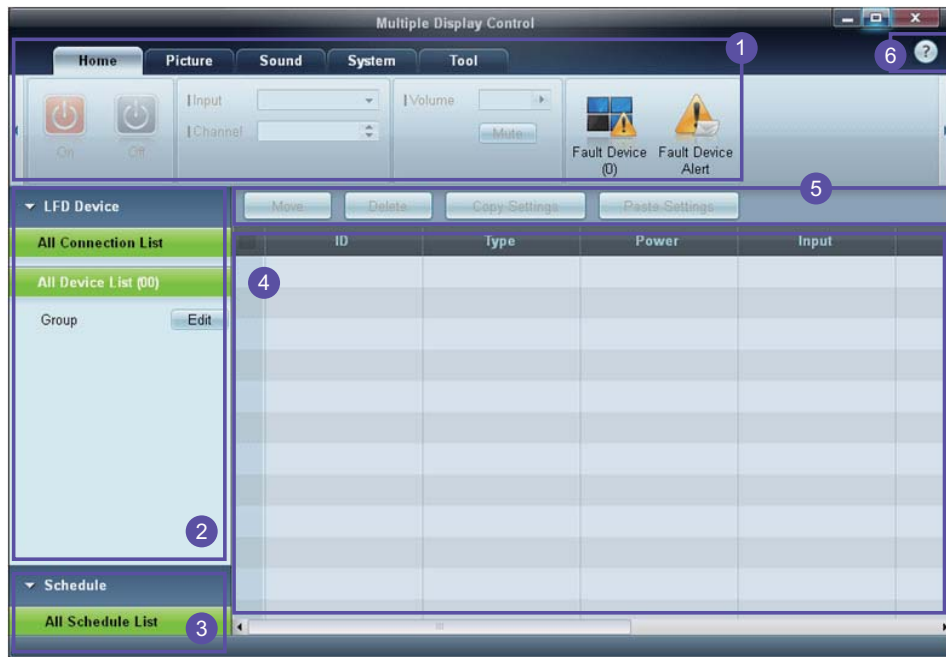 Multiple Display Control
Home Picture Sound System Tool
1
6
?
Input
Volume
Channel
Mute
On Off
Fault Device (0)
Fault Device Alert
5
LFD Device
Move Delete Copy Settings Paste Settings
All Connection List
ID Type Power Input
All Device List (00)
4
Group Edit
2
Schedule
All Schedule List
3